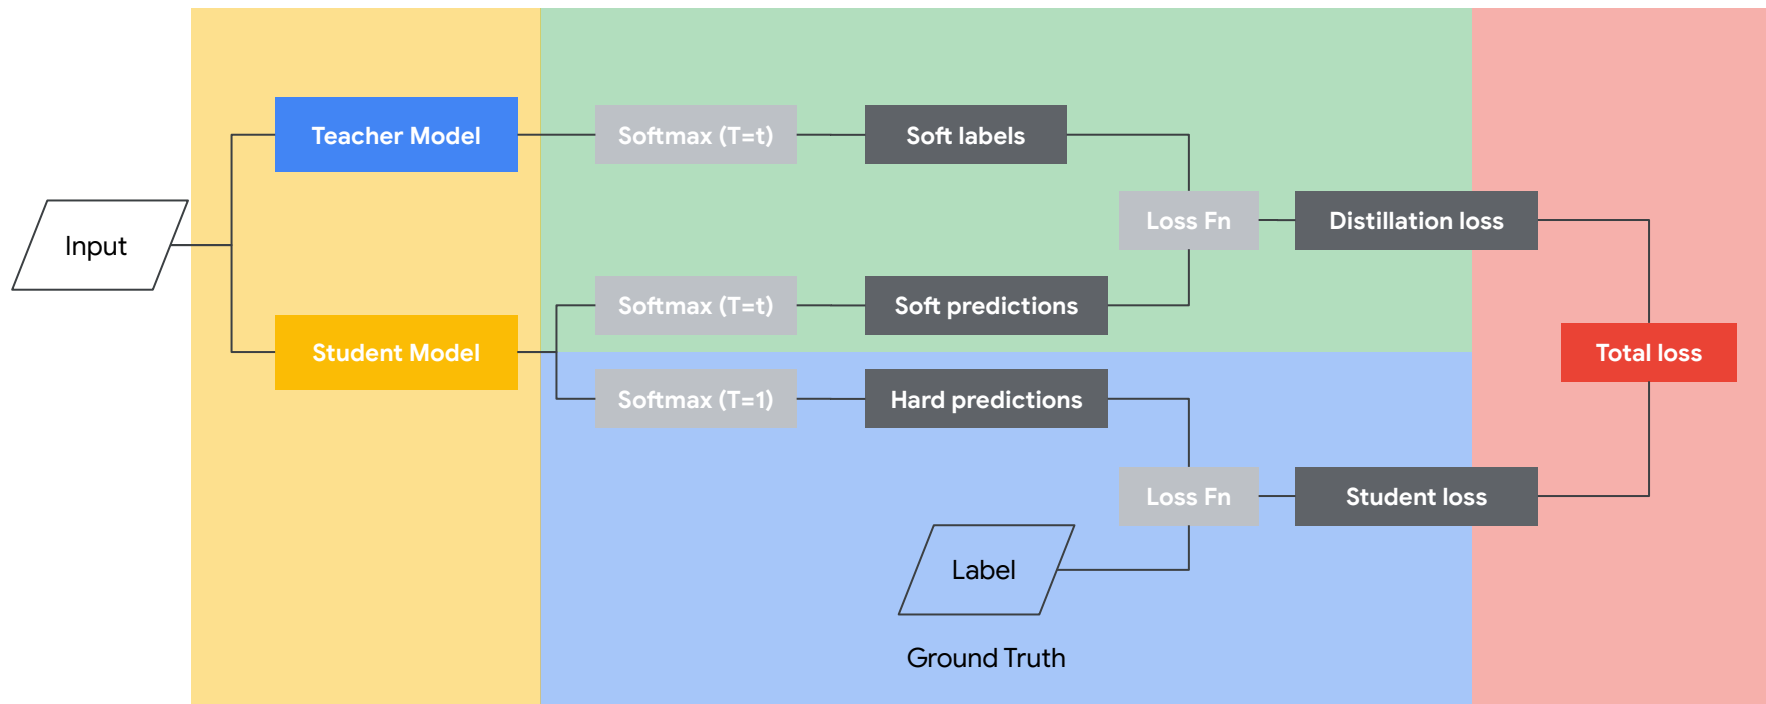 Input
Teacher Model
Student Model
Softmax (T=t)
Soft labels
Softmax (T=t)
Soft predictions
Loss Fn
Distillation loss
Softmax (T=1)
Hard predictions
Loss Fn
Student loss
Label
Ground Truth
Total loss